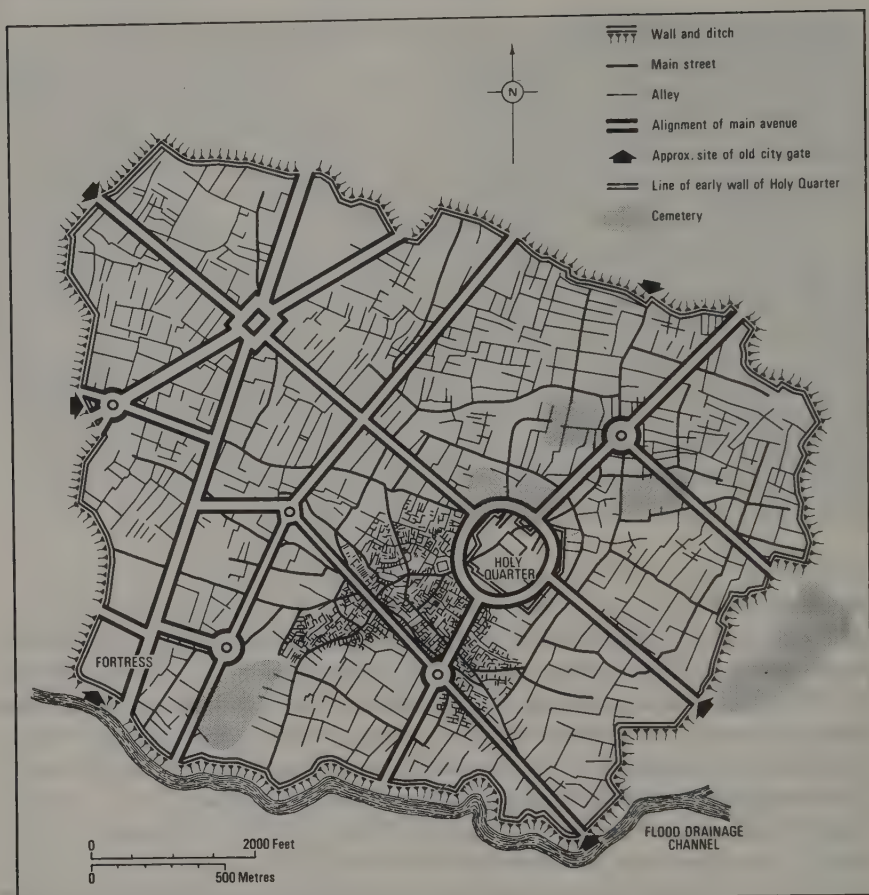 Wall and ditch
Main street
N
Alley
Alignment of main avenue
Approx. site of old city gate
Line of early wall of Holy Quarter
Cemetery
HOLY
QUARTER
FORTRESS
FLOOD DRAINAGE
CHANNEL
0 2000 Feet
0 500 Metres